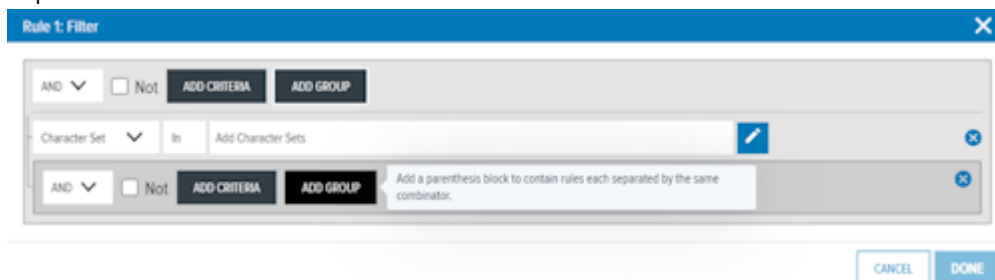 Rule 1: Filter
AND Not ADD CRITERIA ADD GROUP
Character Set In Add Character Sets
AND Not ADD CRITERIA ADD GROUP
Add a parenthesis block to contain rules each separated by the same
combinator.
CANCEL DONE